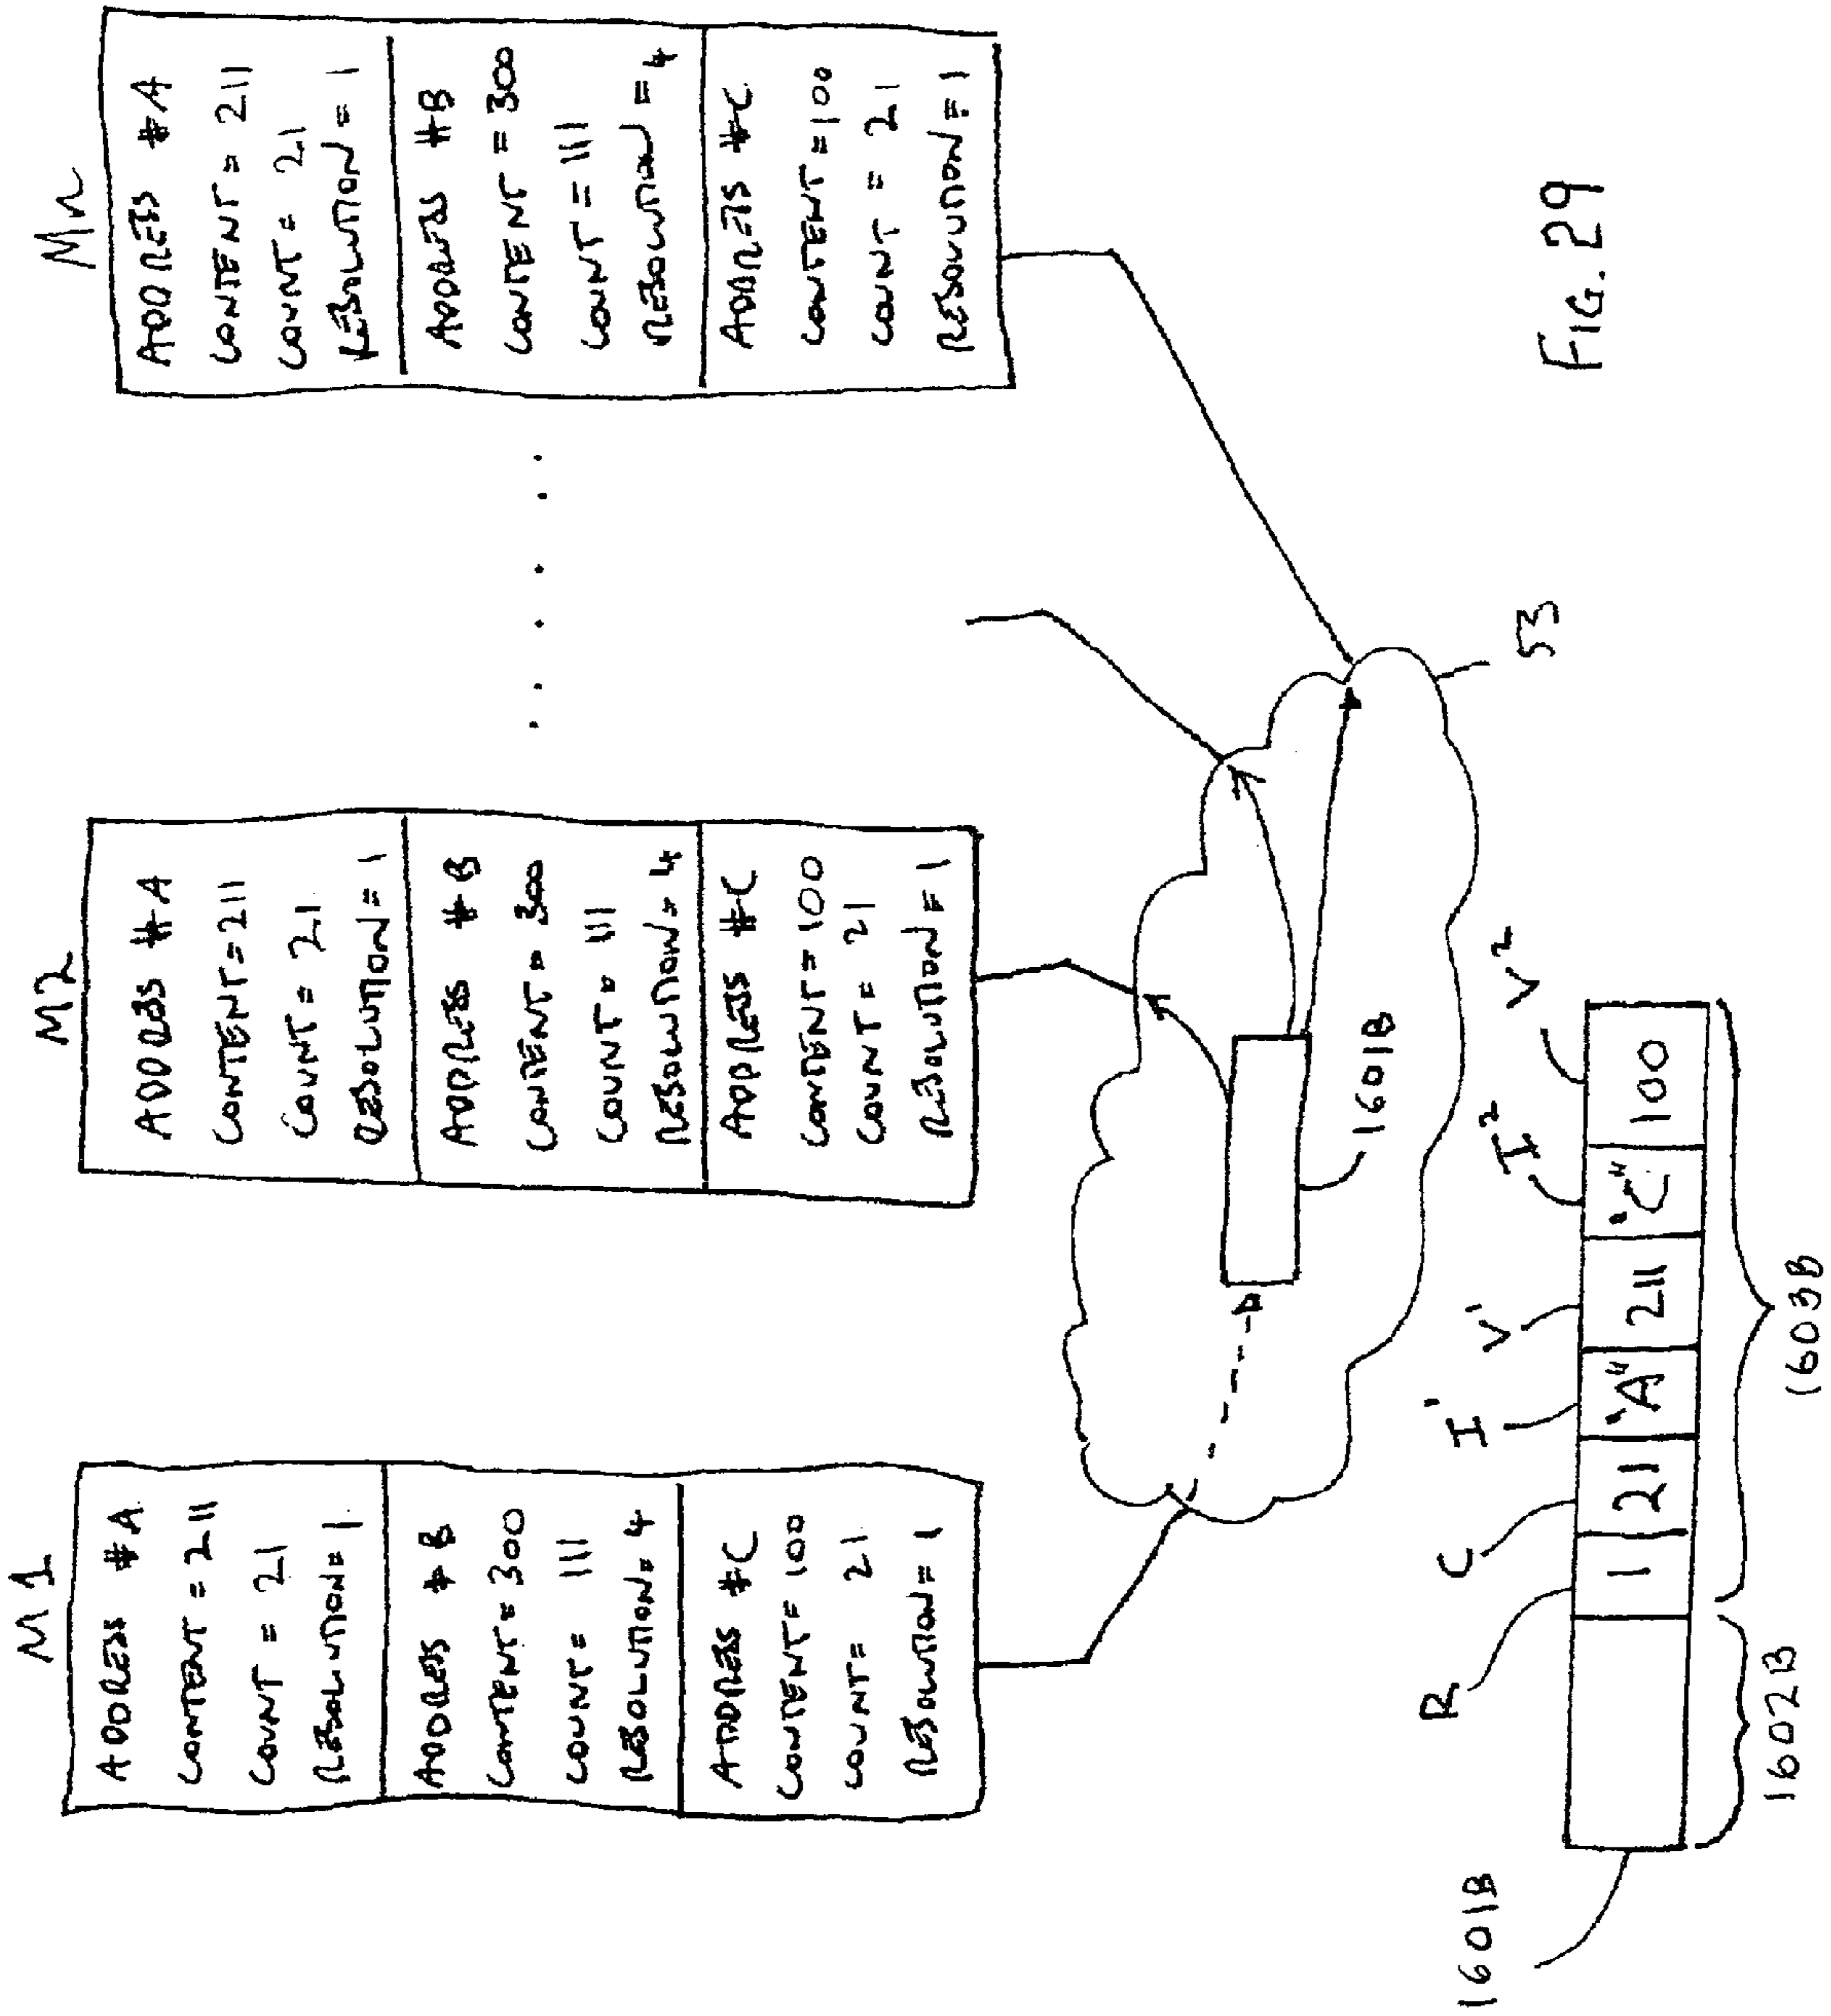 M1
ADDRESS #A
CONTENT = 211
COUNT = 21
RESOLUTION = 1
ADDRESS #B
CONTENT = 300
COUNT = 111
RESOLUTION = 4
ADDRESS #C
CONTENT = 100
COUNT = 21
RESOLUTION = 1
M2
ADDRESS #A
CONTENT = 211
COUNT = 21
RESOLUTION = 1
ADDRESS #B
CONTENT = 300
COUNT = 111
RESOLUTION = 4
ADDRESS #C
CONTENT = 100
COUNT = 21
RESOLUTION = 1
Mn
ADDRESS #A
CONTENT = 211
COUNT = 21
RESOLUTION = 1
ADDRESS #B
CONTENT = 300
COUNT = 111
RESOLUTION = 4
ADDRESS #C
CONTENT = 100
COUNT = 21
RESOLUTION = 1
53
1601B
1601B
R C I¹ V¹ I² V²
1 21 "A" 211 "C" 100
1602B 1603B
FIG. 29